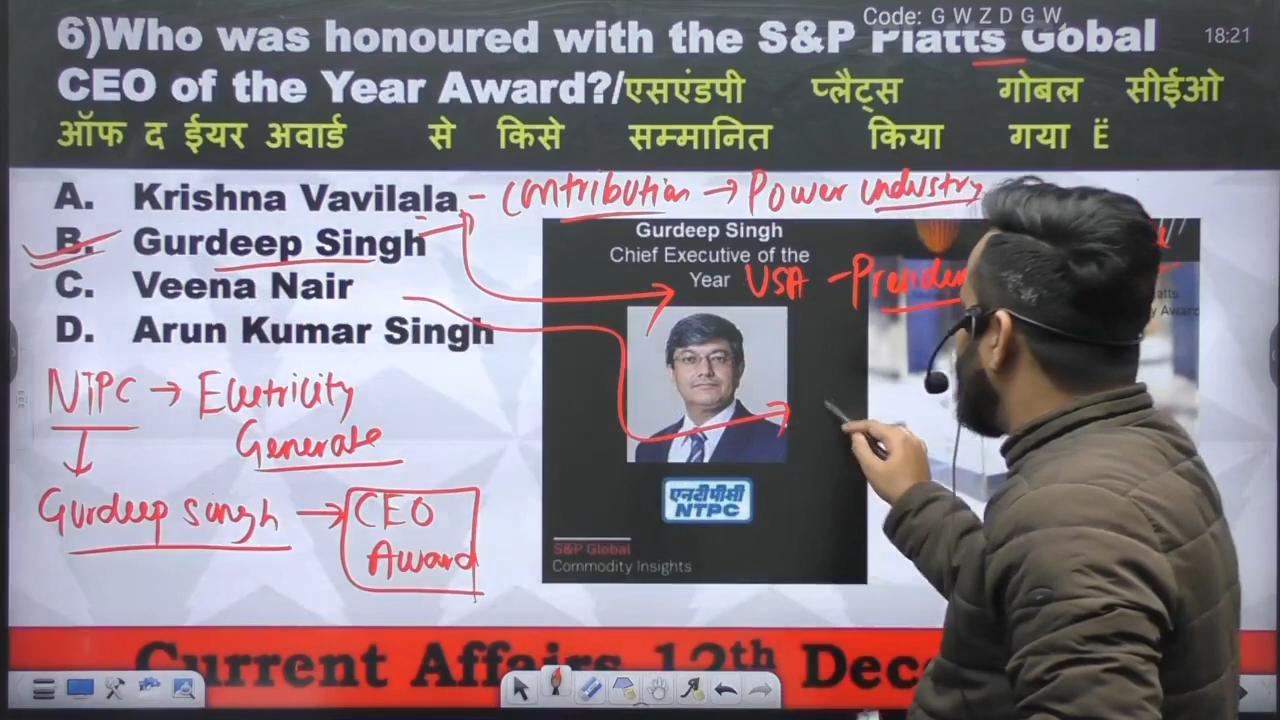 Code: G W Z D G W
18:21
6)Who was honoured with the S&P Platts Gobal
CEO of the Year Award?/एसएंडपी प्लैट्स गोबल सीईओ
ऑफ द ईयर अवार्ड से किसे सम्मानित किया गया Ë
A. Krishna Vavilala - Contribution → Power industry
B. Gurdeep Singh
C. Veena Nair
D. Arun Kumar Singh
Gurdeep Singh
Chief Executive of the
Year
USA - Presiden
एनटीपीसी
NTPC
S&P Global
Commodity Insights
NTPC → Eletricity
Generate
Gurdeep singh → CEO
Award
Current Affairs 12th Dec